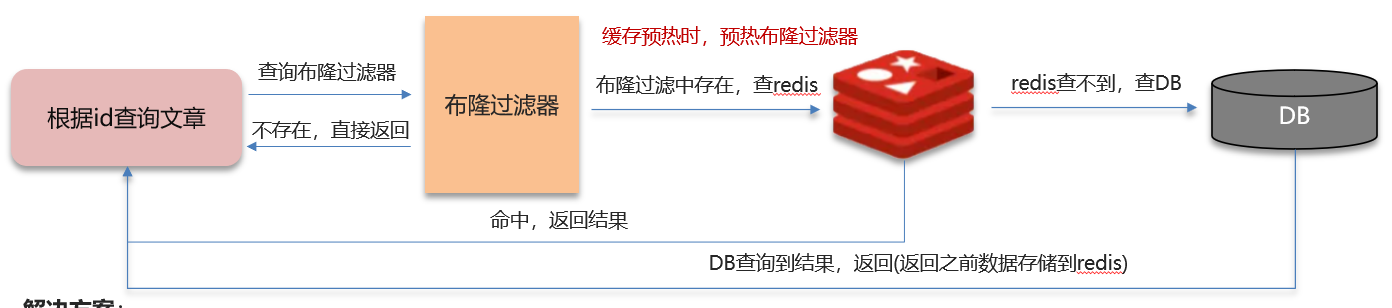 缓存预热时，预热布隆过滤器
查询布隆过滤器
布隆过滤中存在，查redis
redis查不到，查DB
根据id查询文章
布隆过滤器
DB
不存在，直接返回
命中，返回结果
DB查询到结果，返回(返回之前数据存储到redis)
解决方案：